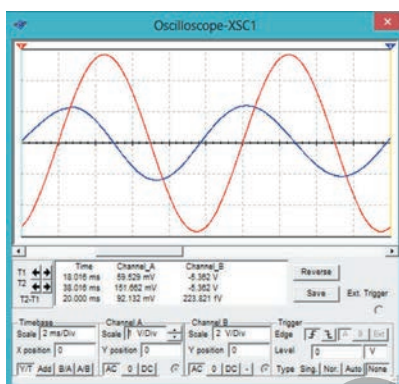 Oscilloscope-XSC1
Time Channel_A Channel_B
T1 18.016 ms 59.529 mV -5.362 V
T2 38.016 ms 151.662 mV -5.362 V
T2-T1 20.000 ms 92.132 mV 223.821 fV
Reverse
Save
Ext. Trigger
Timebase
Scale 2 ms/Div
X position 0
Y/T Add B/A A/B
Channel A
Scale V/Div
Y position 0
AC 0 DC
Channel B
Scale 2 V/Div
Y position 0
AC 0 DC -
Trigger
Edge A B Ext
Level 0 V
Type Sing. Nor. Auto None